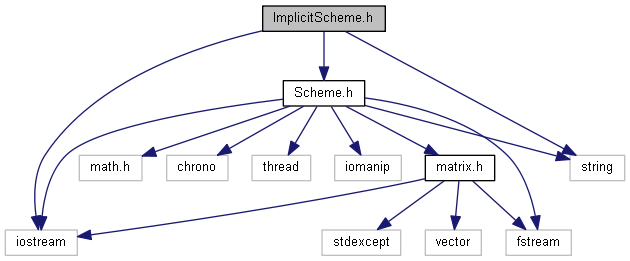 ImplicitScheme.h
Scheme.h
math.h
chrono
thread
iomanip
matrix.h
string
iostream
stdexcept
vector
fstream